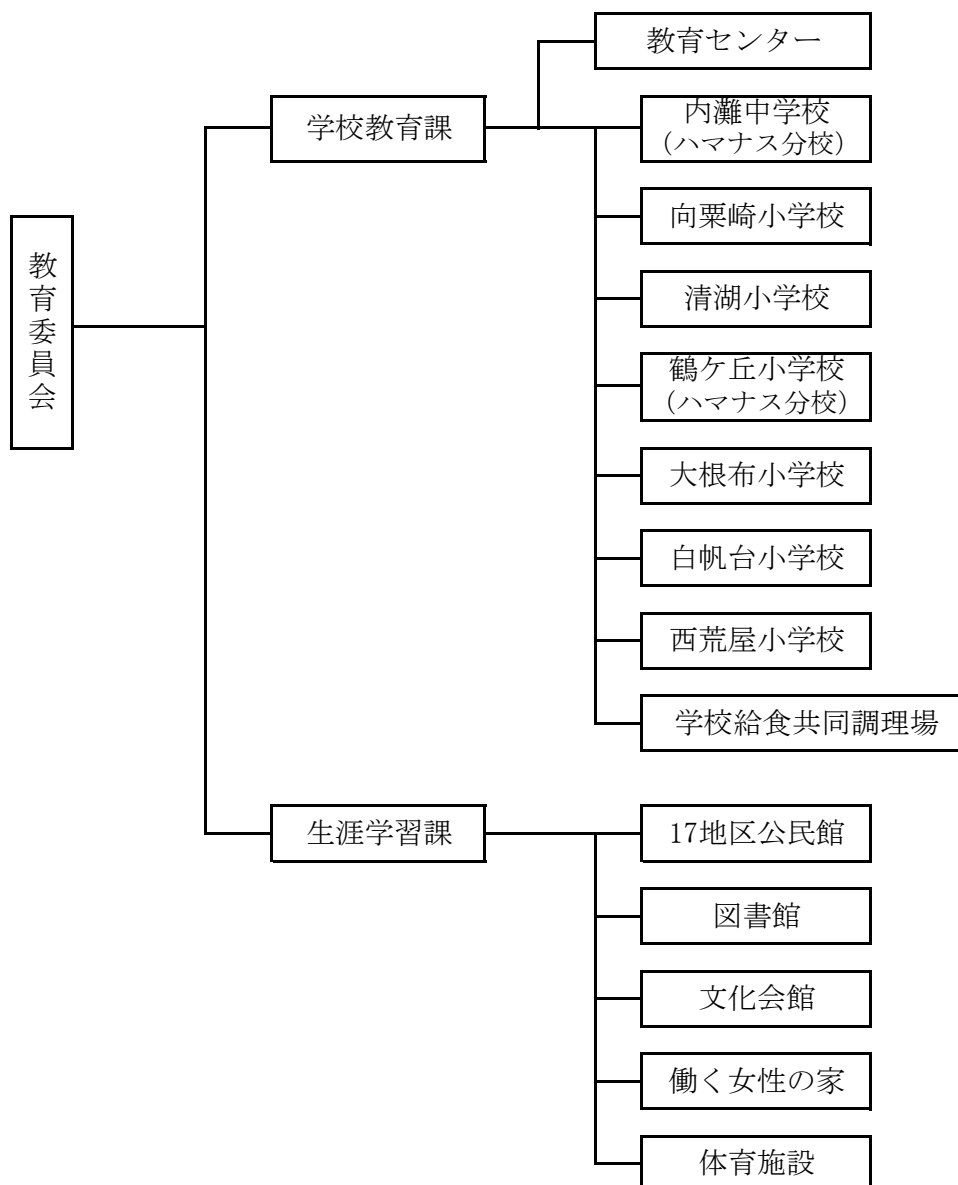 教育委員会
学校教育課
教育センター
内灘中学校
(ハマナス分校)
向粟崎小学校
清湖小学校
鶴ケ丘小学校
(ハマナス分校)
大根布小学校
白帆台小学校
西荒屋小学校
学校給食共同調理場
生涯学習課
17地区公民館
図書館
文化会館
働く女性の家
体育施設